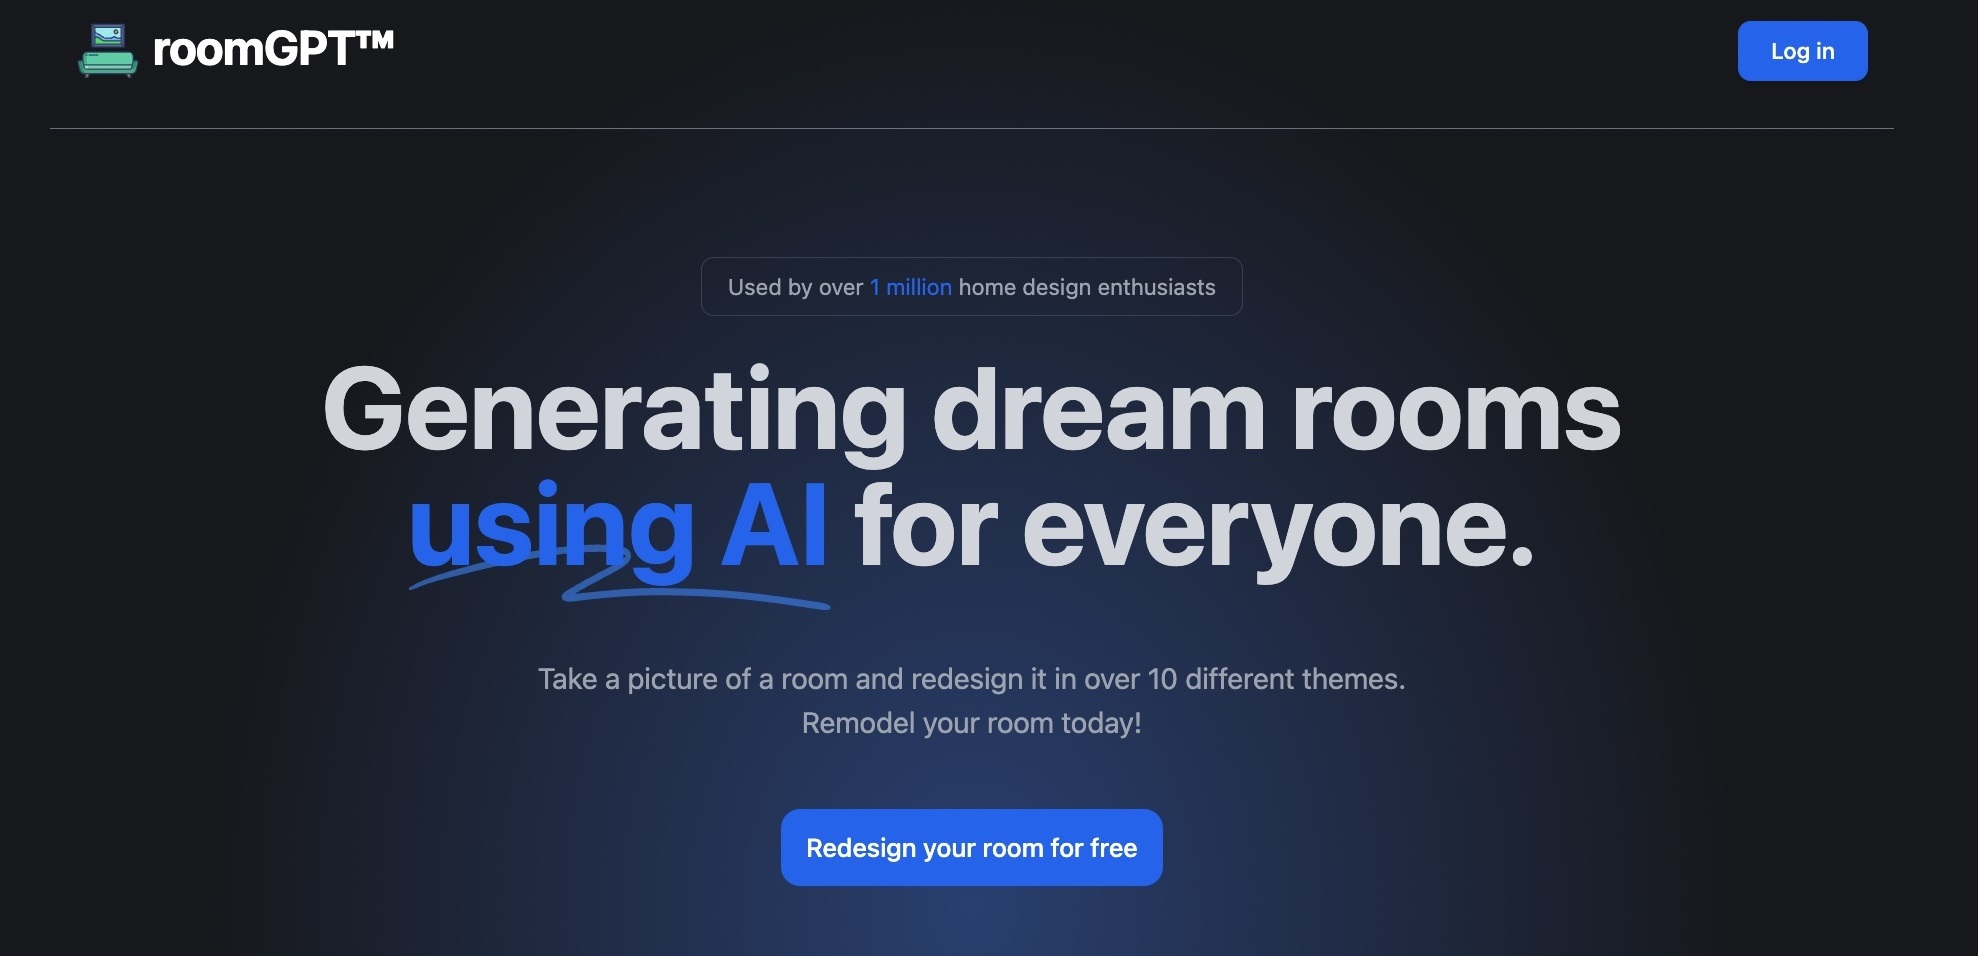 roomGPT™
Log in
Used by over 1 million home design enthusiasts
Generating dream rooms
using AI for everyone.
Take a picture of a room and redesign it in over 10 different themes.
Remodel your room today!
Redesign your room for free